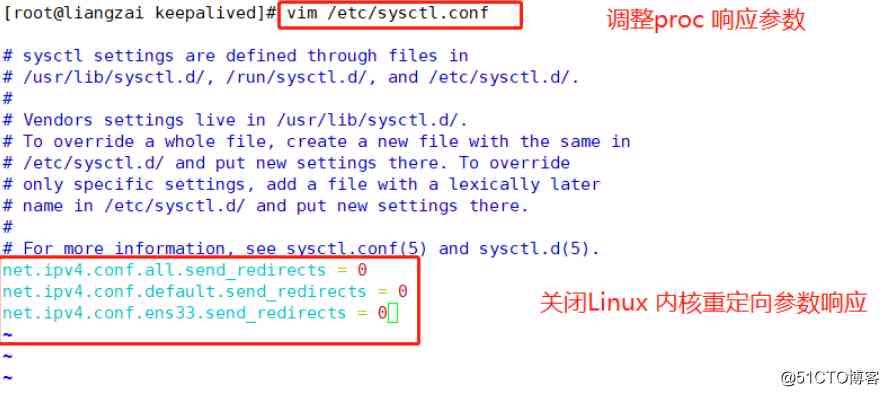 [root@liangzai keepalived]# vim /etc/sysctl.conf
调整proc 响应参数
# sysctl settings are defined through files in
# /usr/lib/sysctl.d/, /run/sysctl.d/, and /etc/sysctl.d/.
#
# Vendors settings live in /usr/lib/sysctl.d/.
# To override a whole file, create a new file with the same in
# /etc/sysctl.d/ and put new settings there. To override
# only specific settings, add a file with a lexically later
# name in /etc/sysctl.d/ and put new settings there.
#
# For more information, see sysctl.conf(5) and sysctl.d(5).
net.ipv4.conf.all.send_redirects = 0
net.ipv4.conf.default.send_redirects = 0
net.ipv4.conf.ens33.send_redirects = 0
关闭Linux 内核重定向参数响应
~
~
~
@51CTO博客